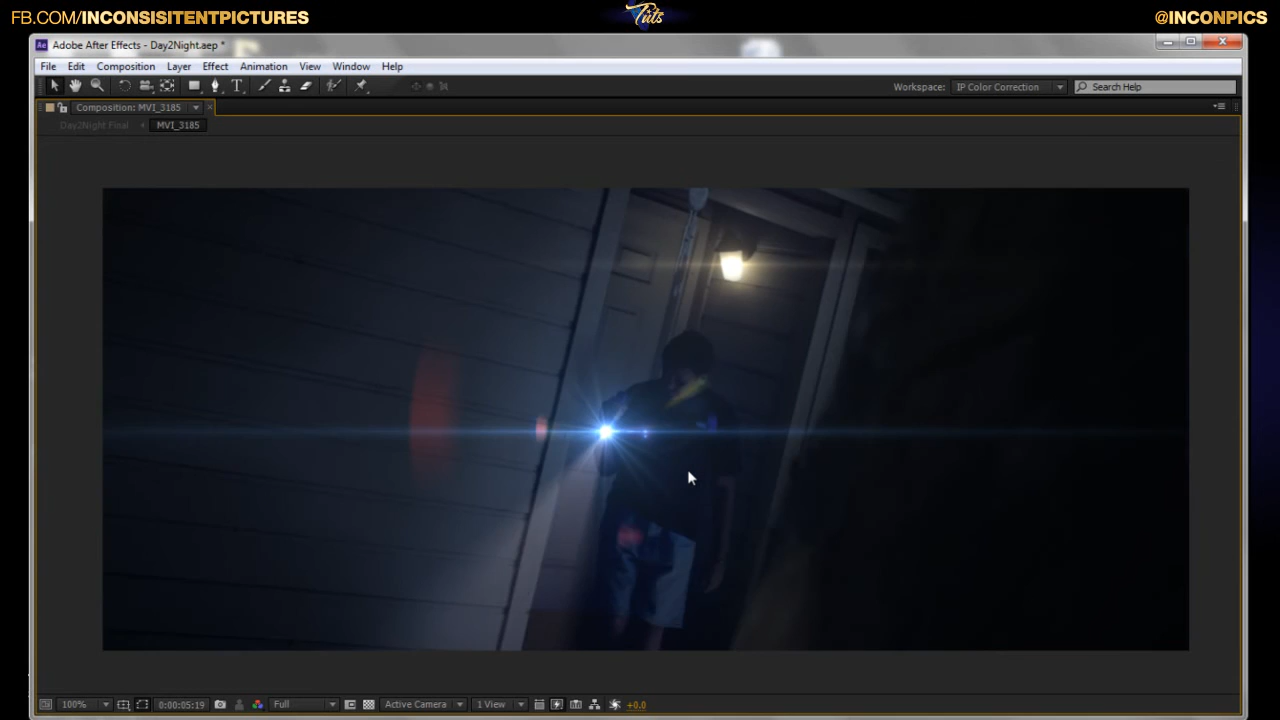 FB.COM/INCONSISITENTPICTURES
Tuts
@INCONPICS
Ae Adobe After Effects - Day2Night.aep *
File Edit Composition Layer Effect Animation View Window Help
T Workspace: IP Color Correction Search Help
Composition: MVI_3185
Day2Night Final MVI_3185
100% 0:00:05:19 Full Active Camera 1 View +0.0